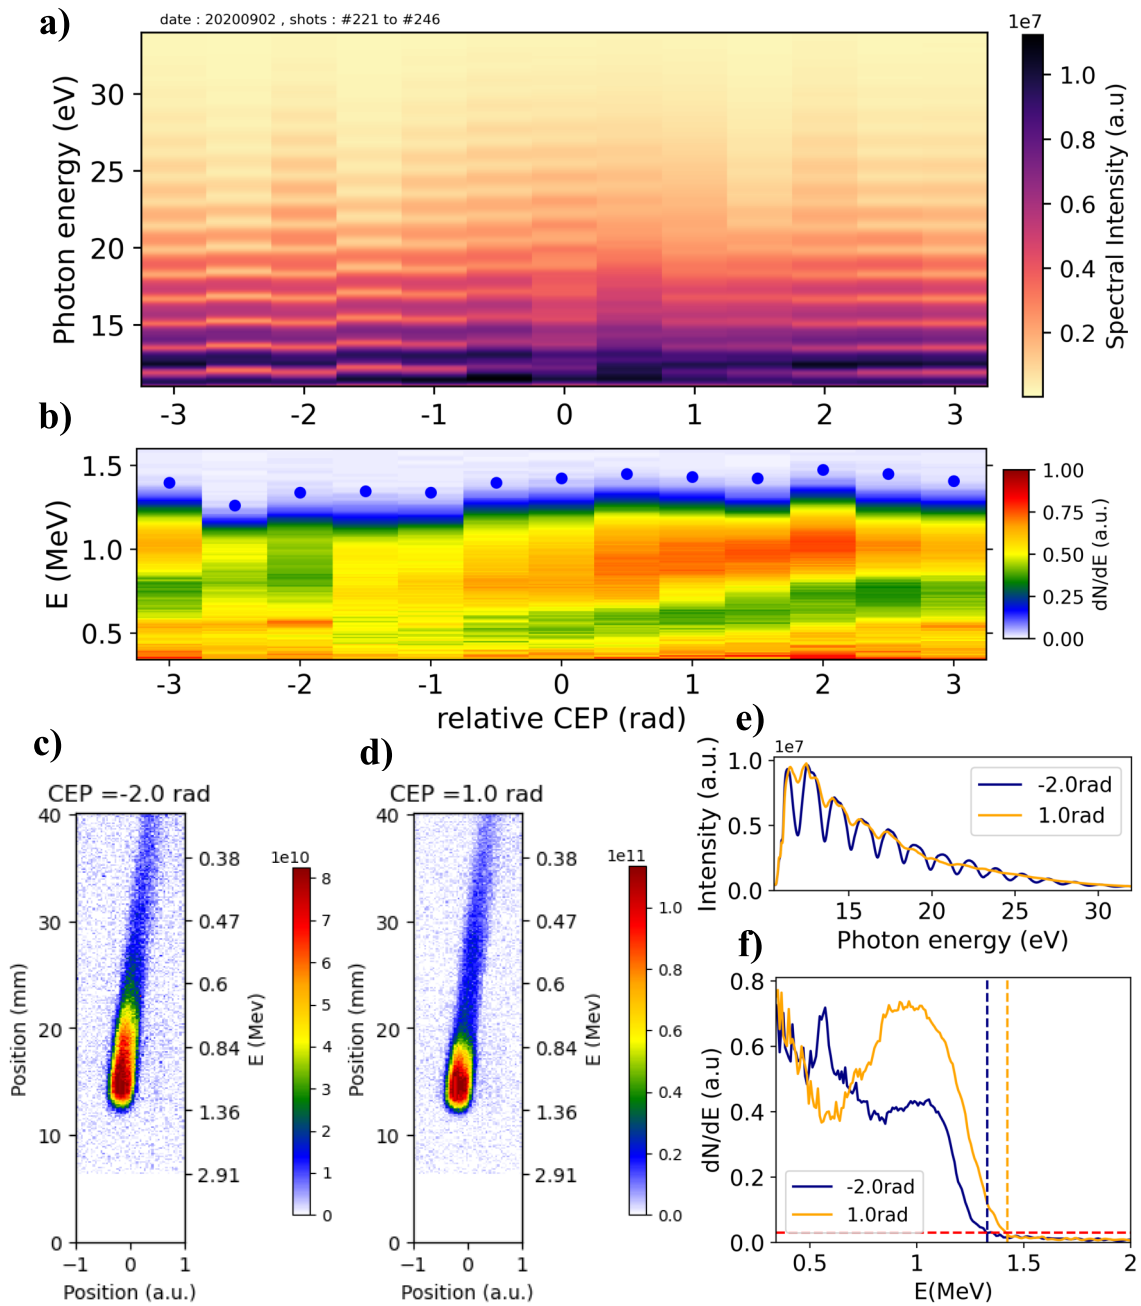 a)
date : 20200902 , shots : #221 to #246
1e7
Photon energy (eV)
30
25
20
15
-3 -2 -1 0 1 2 3
1.0
0.8
0.6
0.4
0.2
Spectral Intensity (a.u)
b)
E (MeV)
1.5
1.0
0.5
-3 -2 -1 0 1 2 3
relative CEP (rad)
1.00
0.75
0.50
0.25
0.00
dN/dE (a.u.)
c)
CEP =-2.0 rad
Position (mm)
40
30
20
10
0
−1 0 1
Position (a.u.)
0.38
0.47
0.6
0.84
1.36
2.91
E (Mev)
1e10
8
7
6
5
4
3
2
1
0
d)
CEP =1.0 rad
Position (mm)
40
30
20
10
0
−1 0 1
Position (a.u.)
0.38
0.47
0.6
0.84
1.36
2.91
E (Mev)
1e11
1.0
0.8
0.6
0.4
0.2
0.0
e)
1e7
Intensity (a.u.)
1.0
0.5
0.0
-2.0rad
1.0rad
15 20 25 30
Photon energy (eV)
f)
dN/dE (a.u)
0.8
0.6
0.4
0.2
0.0
-2.0rad
1.0rad
0.5 1 1.5 2
E(MeV)